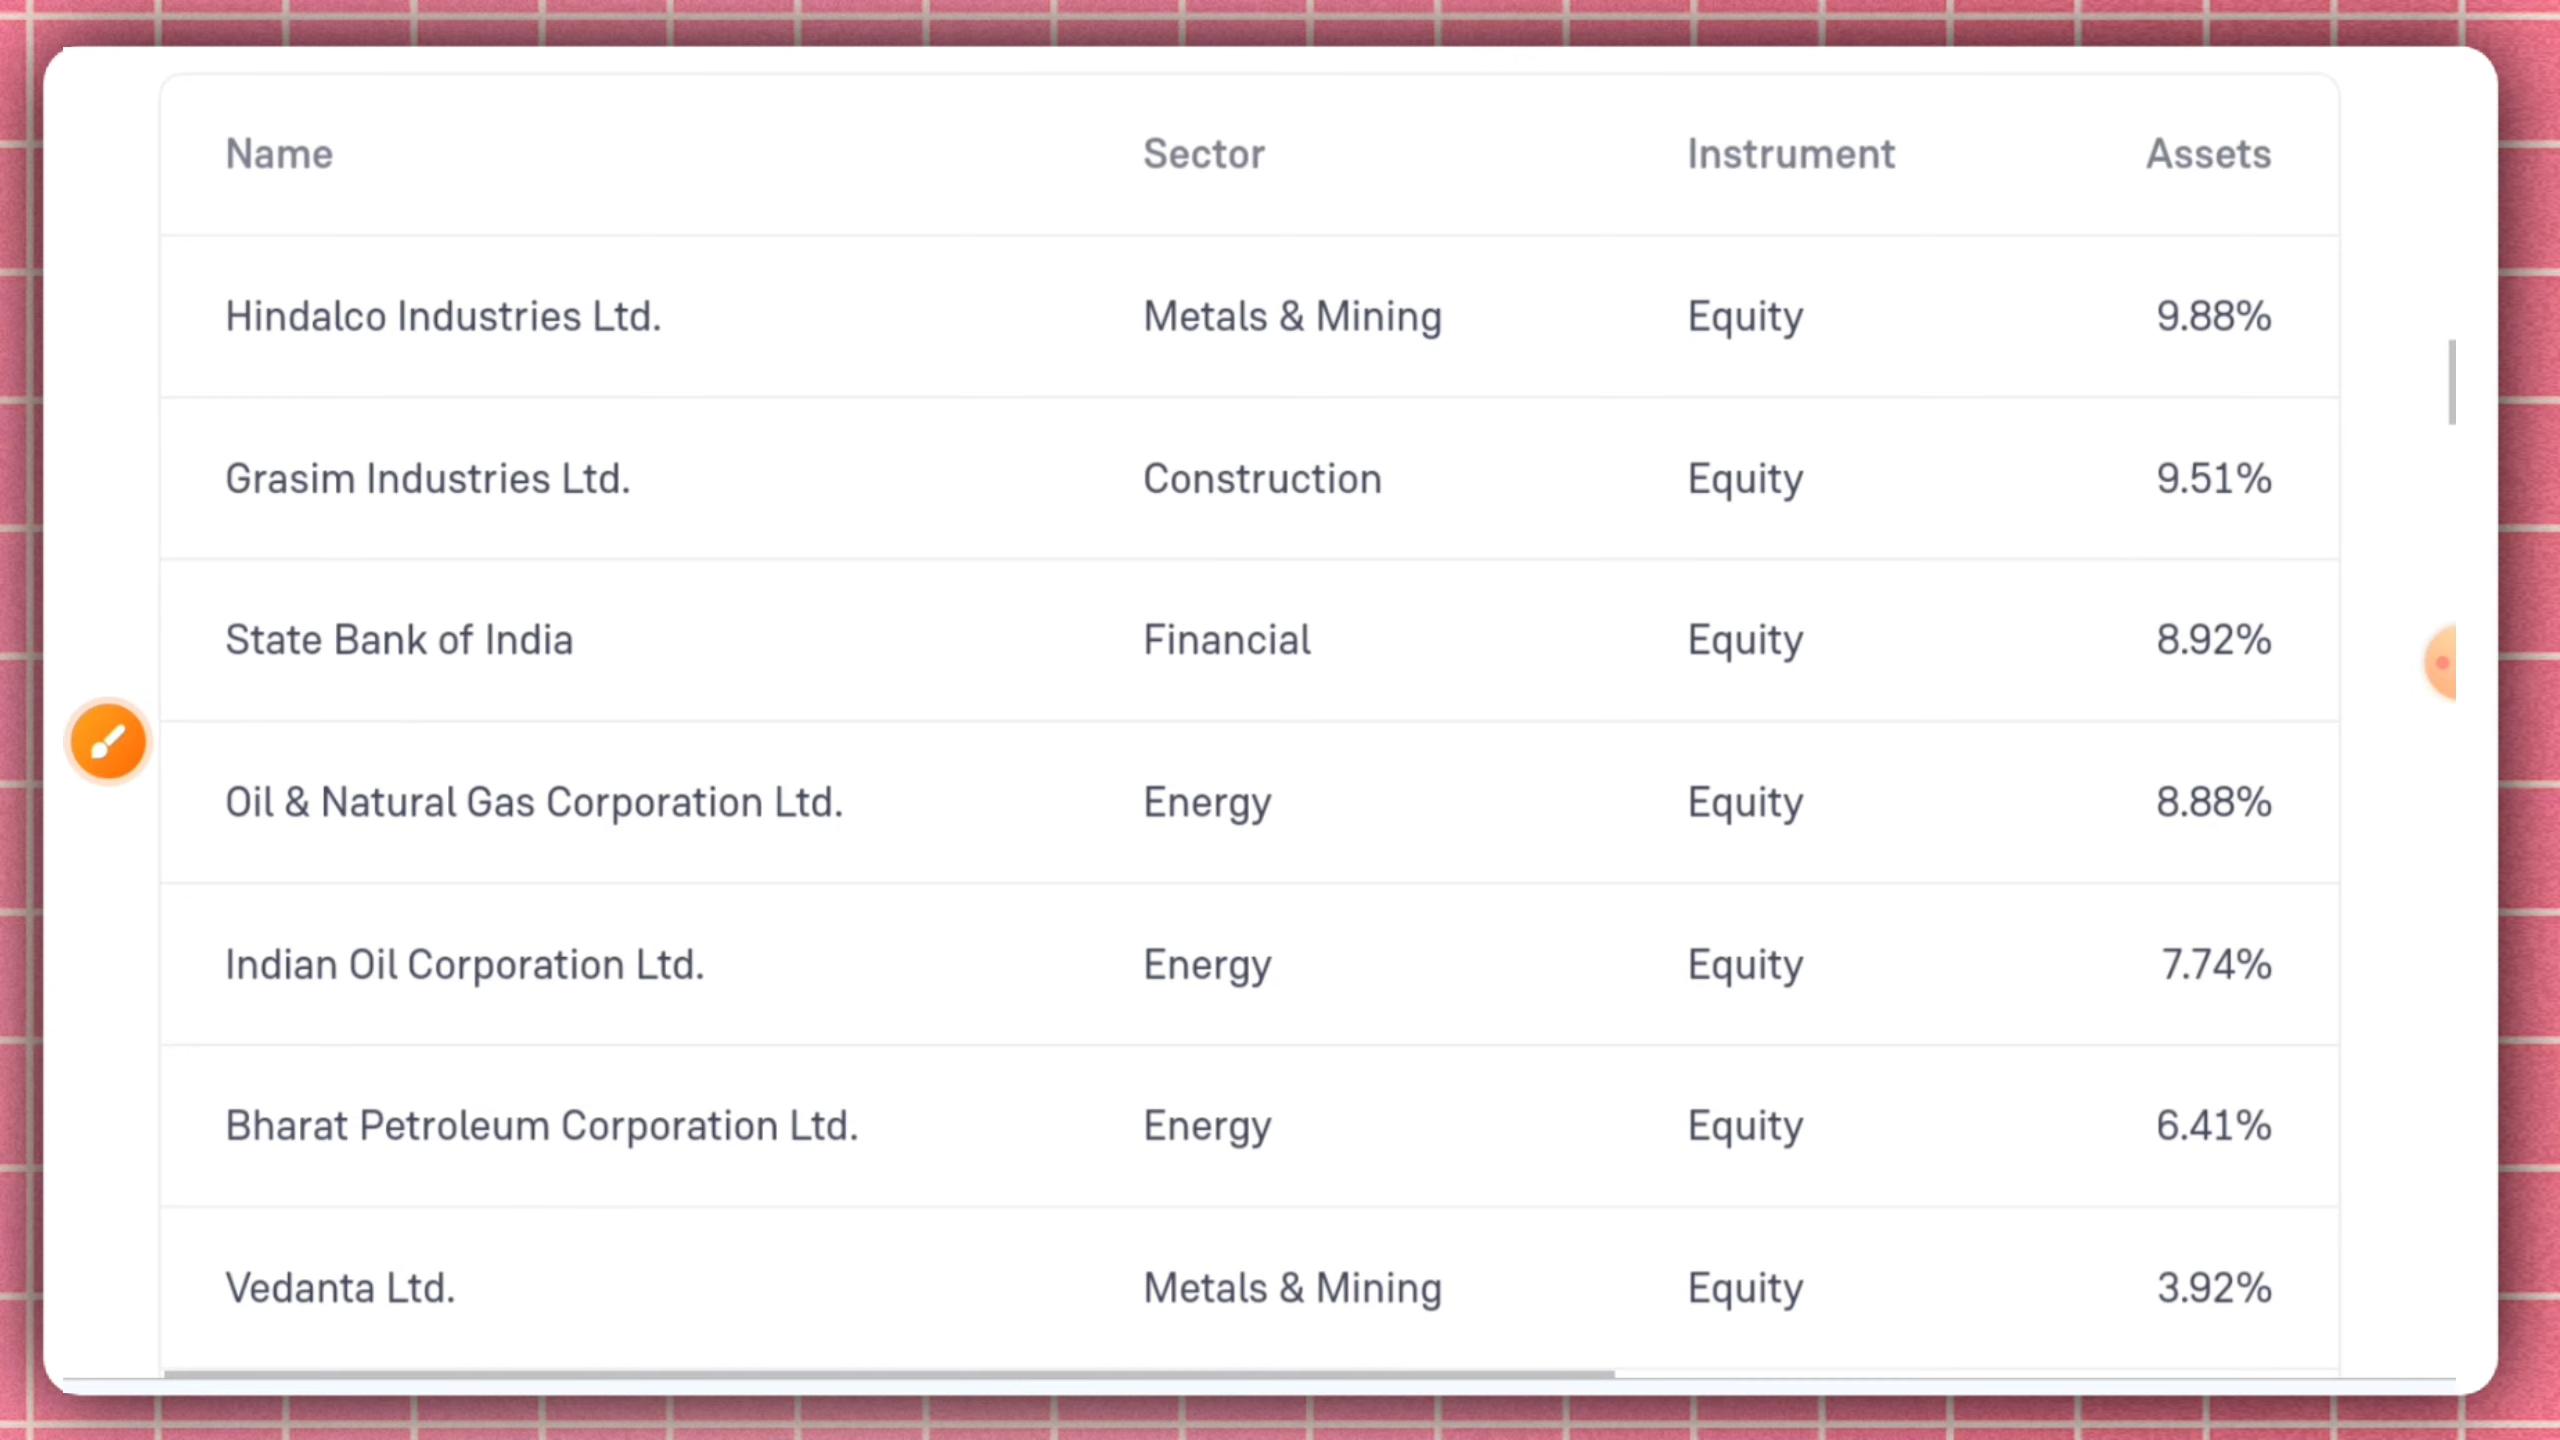 Name Sector Instrument Assets
Hindalco Industries Ltd. Metals & Mining Equity 9.88%
Grasim Industries Ltd. Construction Equity 9.51%
State Bank of India Financial Equity 8.92%
Oil & Natural Gas Corporation Ltd. Energy Equity 8.88%
Indian Oil Corporation Ltd. Energy Equity 7.74%
Bharat Petroleum Corporation Ltd. Energy Equity 6.41%
Vedanta Ltd. Metals & Mining Equity 3.92%